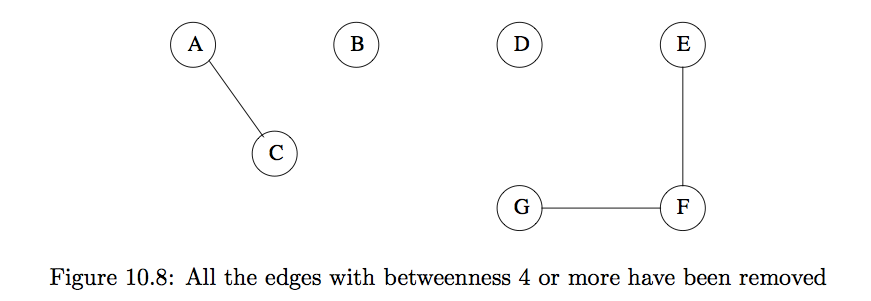 A B D E
C
G F
Figure 10.8: All the edges with betweenness 4 or more have been removed